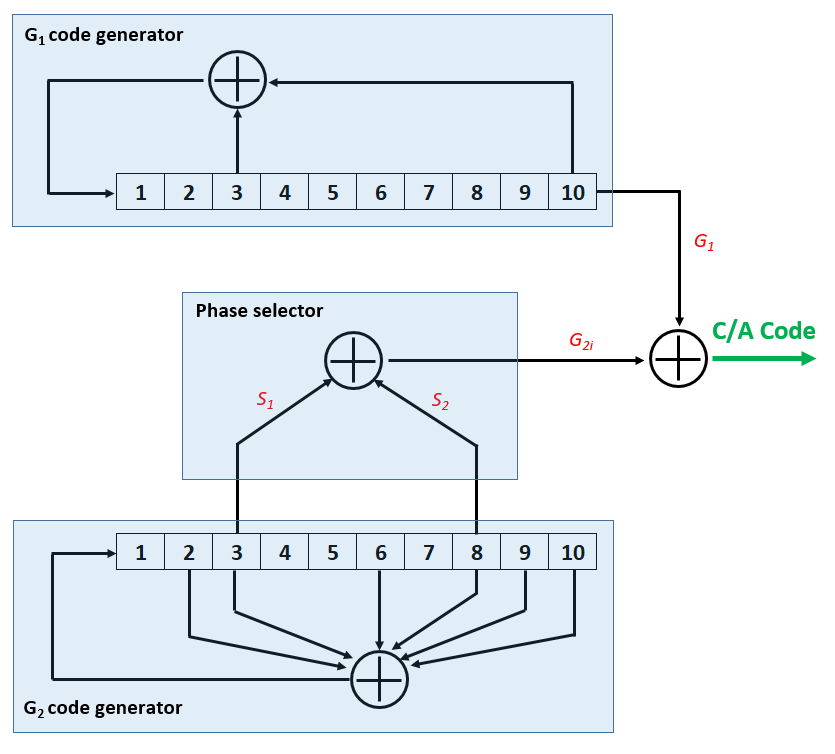 G₁ code generator
1 2 3 4 5 6 7 8 9 10
G₁
Phase selector
C/A Code
G₂ᵢ
S₁
S₂
1 2 3 4 5 6 7 8 9 10
G₂ code generator